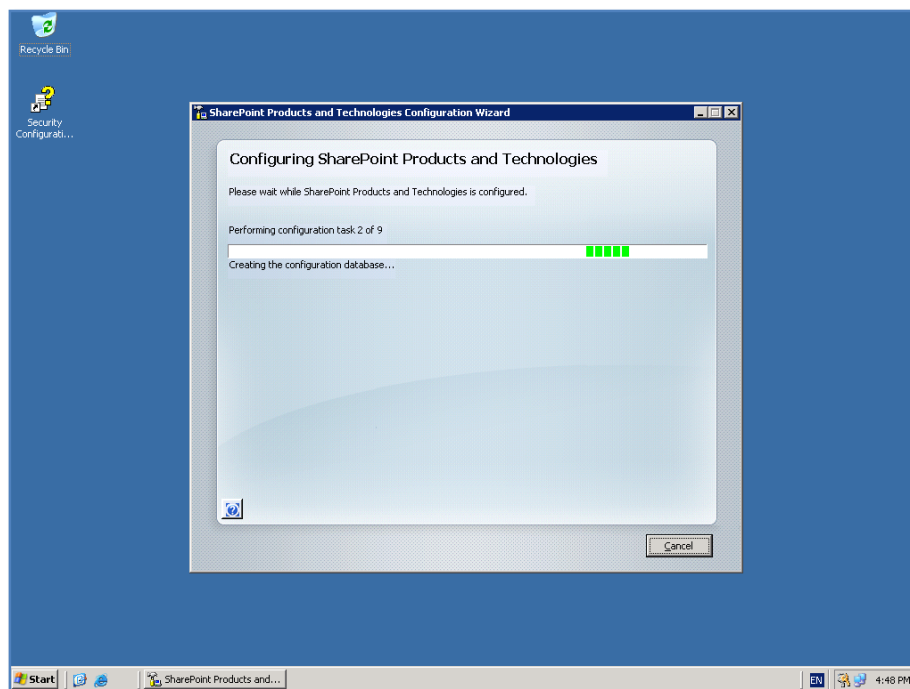 Recycle Bin
Security
Configurati...
SharePoint Products and Technologies Configuration Wizard
Configuring SharePoint Products and Technologies
Please wait while SharePoint Products and Technologies is configured.
Performing configuration task 2 of 9
Creating the configuration database...
Cancel
Start
SharePoint Products and...
EN
4:48 PM